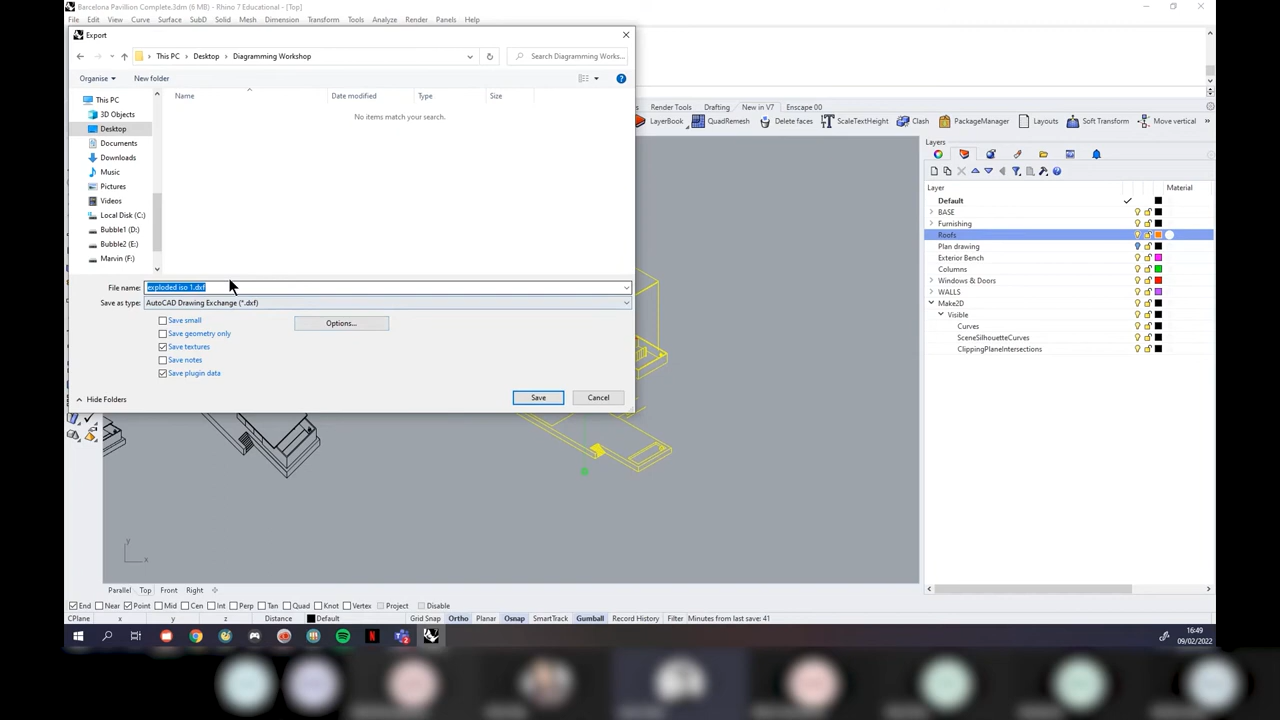 Barcelona Pavillion Complete.3dm (6 MB) - Rhino 7 Educational - [Top]
File Edit View Curve Surface SubD Solid Mesh Dimension Transform Tools Analyze Render Panels Help
Export
This PC > Desktop > Diagramming Workshop
Search Diagramming Works...
Organise New folder
Name Date modified Type Size
No items match your search.
This PC
3D Objects
Desktop
Documents
Downloads
Music
Pictures
Videos
Local Disk (C:)
Bubble1 (D:)
Bubble2 (E:)
Marvin (F:)
File name: exploded iso 1.dxf
Save as type: AutoCAD Drawing Exchange (*.dxf)
Save small
Save geometry only
Save textures
Save notes
Save plugin data
Options...
Hide Folders
Save Cancel
Render Tools Drafting New in V7 Enscape 00
LayerBook QuadRemesh Delete faces ScaleTextHeight Clash PackageManager Layouts Soft Transform Move vertical
Layers
Layer Material
Default
BASE
Furnishing
Roofs
Plan drawing
Exterior Bench
Columns
Windows & Doors
WALLS
Make2D
Visible
Curves
SceneSilhouetteCurves
ClippingPlaneIntersections
y
x
Parallel Top Front Right
End Near Point Mid Cen Int Perp Tan Quad Knot Vertex Project Disable
CPlane x y z Distance Default Grid Snap Ortho Planar Osnap SmartTrack Gumball Record History Filter Minutes from last save: 41
16:49
09/02/2022